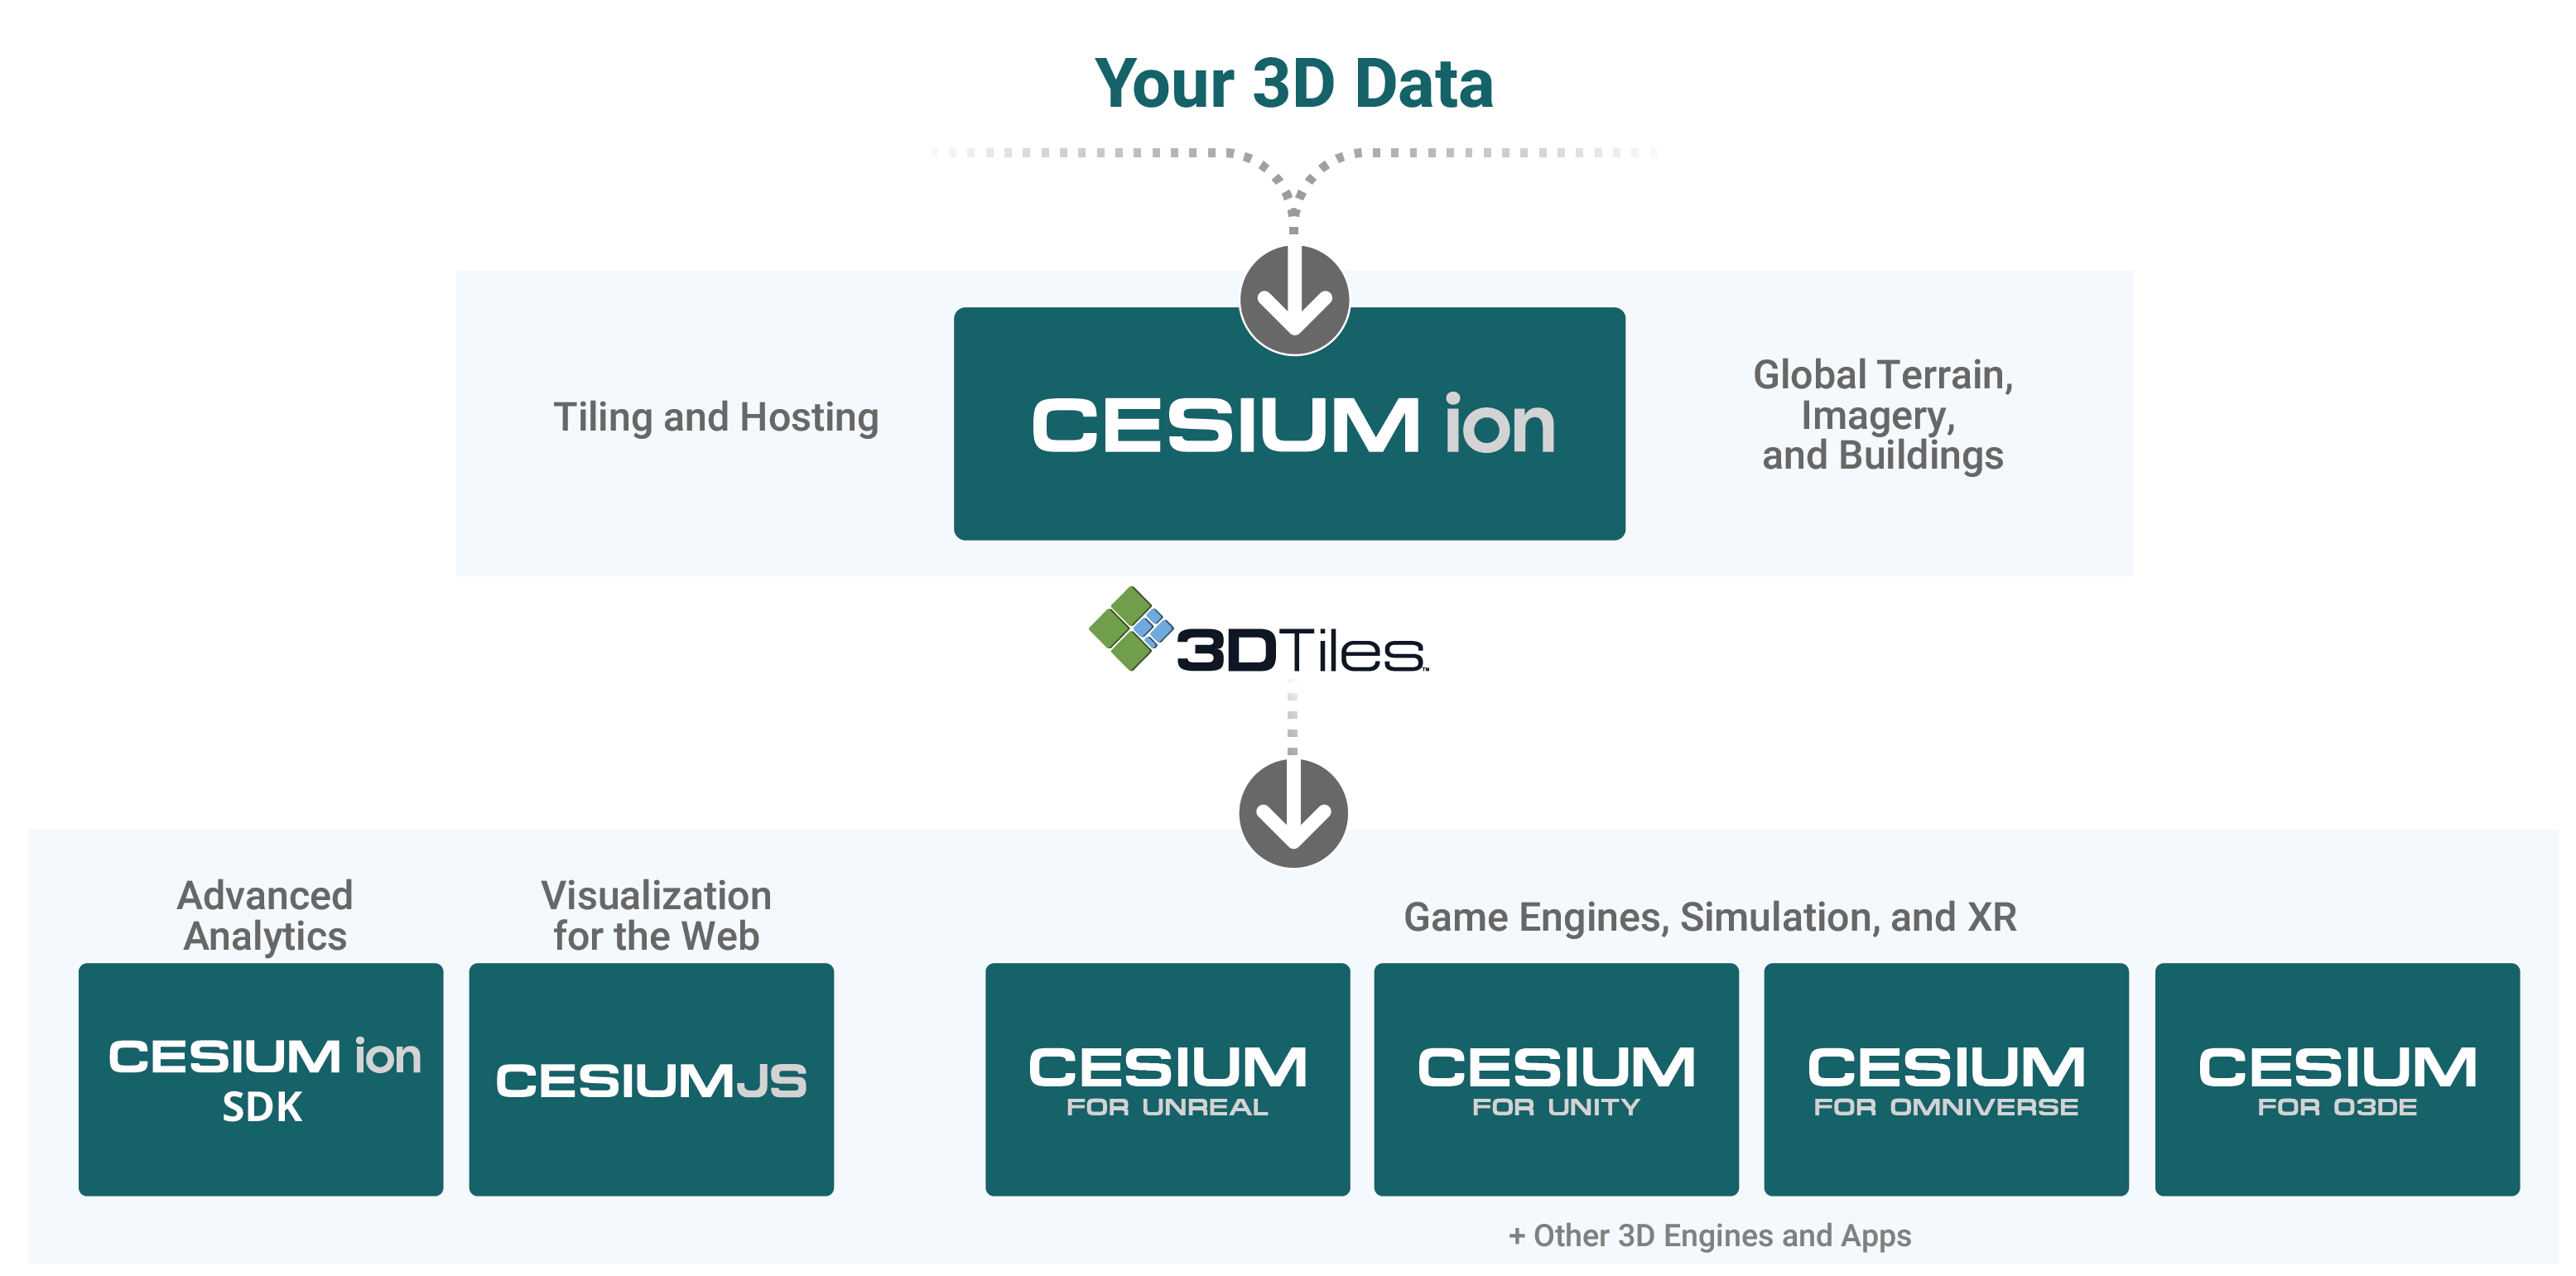 Your 3D Data
Tiling and Hosting
CESIUM ion
Global Terrain,
Imagery,
and Buildings
3DTiles™
Advanced
Analytics
CESIUM ion
SDK
Visualization
for the Web
CESIUMJS
Game Engines, Simulation, and XR
CESIUM
FOR UNREAL
CESIUM
FOR UNITY
CESIUM
FOR OMNIVERSE
CESIUM
FOR O3DE
+ Other 3D Engines and Apps